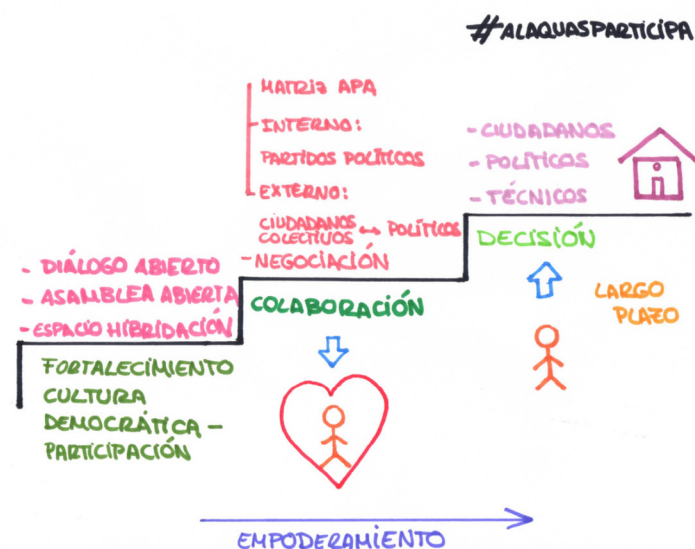 #ALAQUASPARTICIPA
MATRIZ APA
- INTERNO:
PARTIDOS POLÍTICOS
- EXTERNO:
CIUDADANOS
COLECTIVOS ↔ POLÍTICOS
- NEGOCIACIÓN
- CIUDADANOS
- POLÍTICOS
- TÉCNICOS
- DIÁLOGO ABIERTO
- ASAMBLEA ABIERTA
- ESPACIO HIBRIDACIÓN
FORTALECIMIENTO
CULTURA
DEMOCRÁTICA -
PARTICIPACIÓN
COLABORACIÓN
DECISIÓN
LARGO
PLAZO
EMPODERAMIENTO